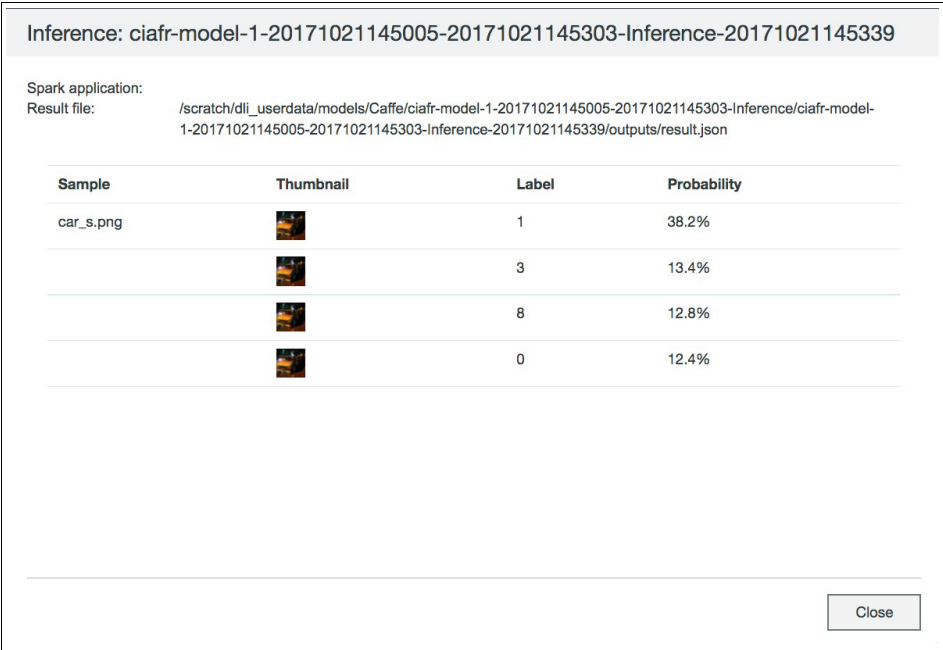 Inference: ciafr-model-1-20171021145005-20171021145303-Inference-20171021145339
Spark application:
Result file: /scratch/dli_userdata/models/Caffe/ciafr-model-1-20171021145005-20171021145303-Inference/ciafr-model-
1-20171021145005-20171021145303-Inference-20171021145339/outputs/result.json
Sample Thumbnail Label Probability
car_s.png 1 38.2%
3 13.4%
8 12.8%
0 12.4%
Close